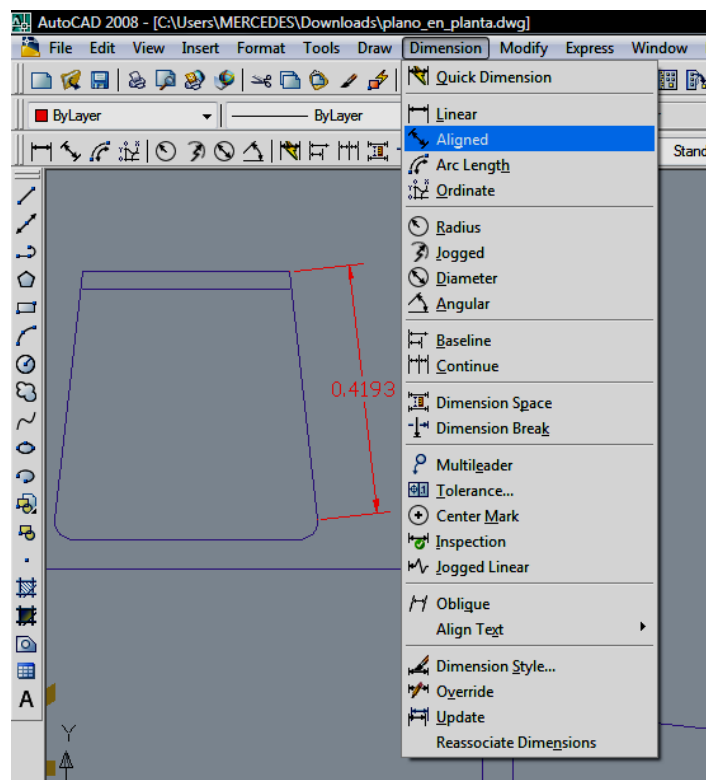 AutoCAD 2008 - [C:\Users\MERCEDES\Downloads\plano_en_planta.dwg]
File Edit View Insert Format Tools Draw Dimension Modify Express Window
ByLayer ByLayer
Stand
Quick Dimension
Linear
Aligned
Arc Length
Ordinate
Radius
Jogged
Diameter
Angular
Baseline
Continue
Dimension Space
Dimension Break
Multileader
Tolerance...
Center Mark
Inspection
Jogged Linear
Oblique
Align Text
Dimension Style...
Override
Update
Reassociate Dimensions
0.4193
A
Y